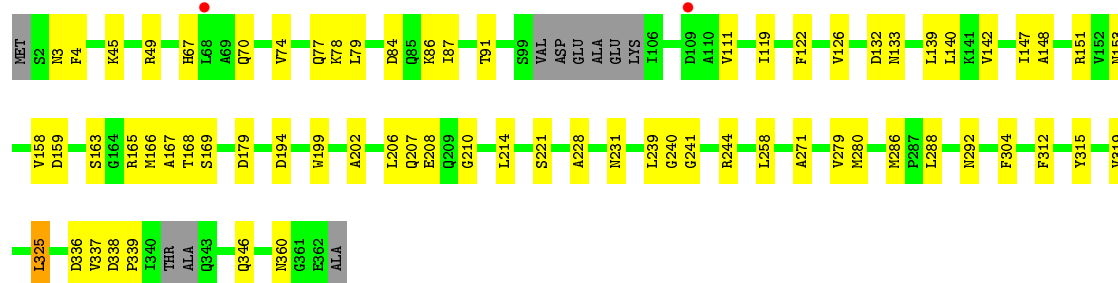 MET S2 N3 F4 K45 R49 H67 L68 A69 Q70 V74 Q77 K78 L79 D84 Q85 K86 I87 T91 S99 VAL ASP GLU ALA GLU LYS I106 D109 A110 V111 I119 F122 V126 D132 N133 L139 L140 K141 V142 I147 A148 R151 V152 N153
V158 D159 S163 G164 R165 M166 A167 T168 S169 D179 D194 W199 A202 L206 Q207 E208 Q209 G210 L214 S221 A228 N231 L239 G240 G241 R244 L258 A271 V279 M280 M286 P287 L288 N292 F304 F312 Y315 V319
L325 D336 V337 D338 P339 I340 THR ALA Q343 Q346 N360 G361 E362 ALA